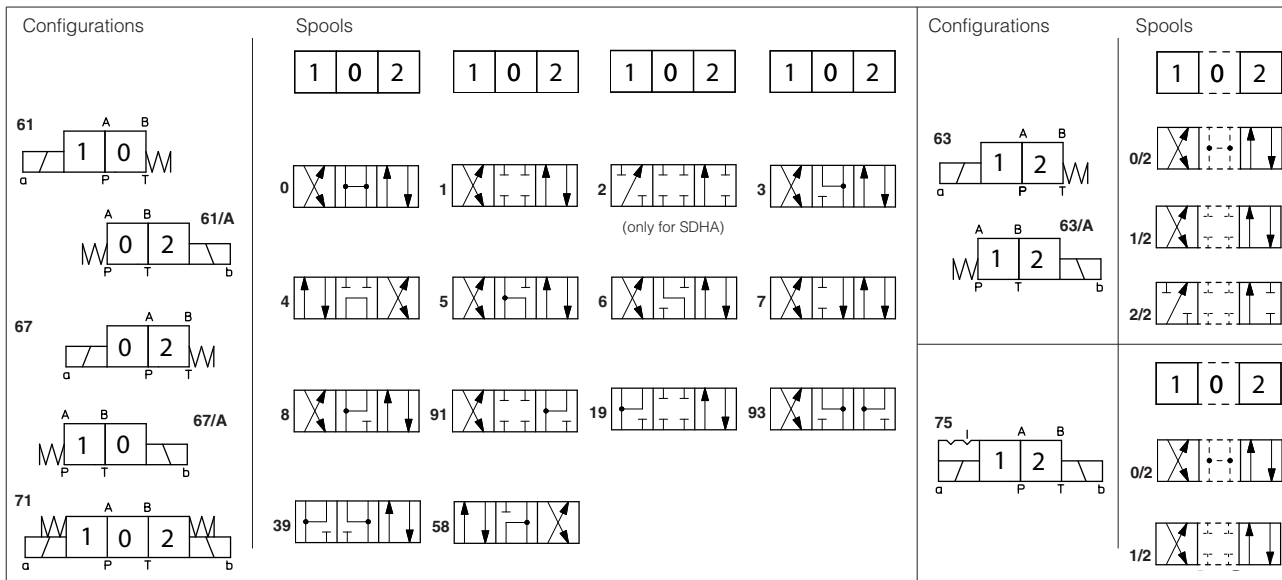 Configurations
Spools
Configurations
Spools
1 0 2
1 0 2
1 0 2
1 0 2
1 0 2
61
A B
1 0
a P T
0
1
2
(only for SDHA)
3
61/A
A B
0 2
P T b
4
5
6
7
67
A B
0 2
a P T
67/A
A B
1 0
P T b
8
91
19
93
71
A B
1 0 2
a P T b
39
58
63
A B
1 2
a P T
0/2
63/A
A B
1 2
P T b
1/2
2/2
1 0 2
75
A B
1 2
a P T b
0/2
1/2